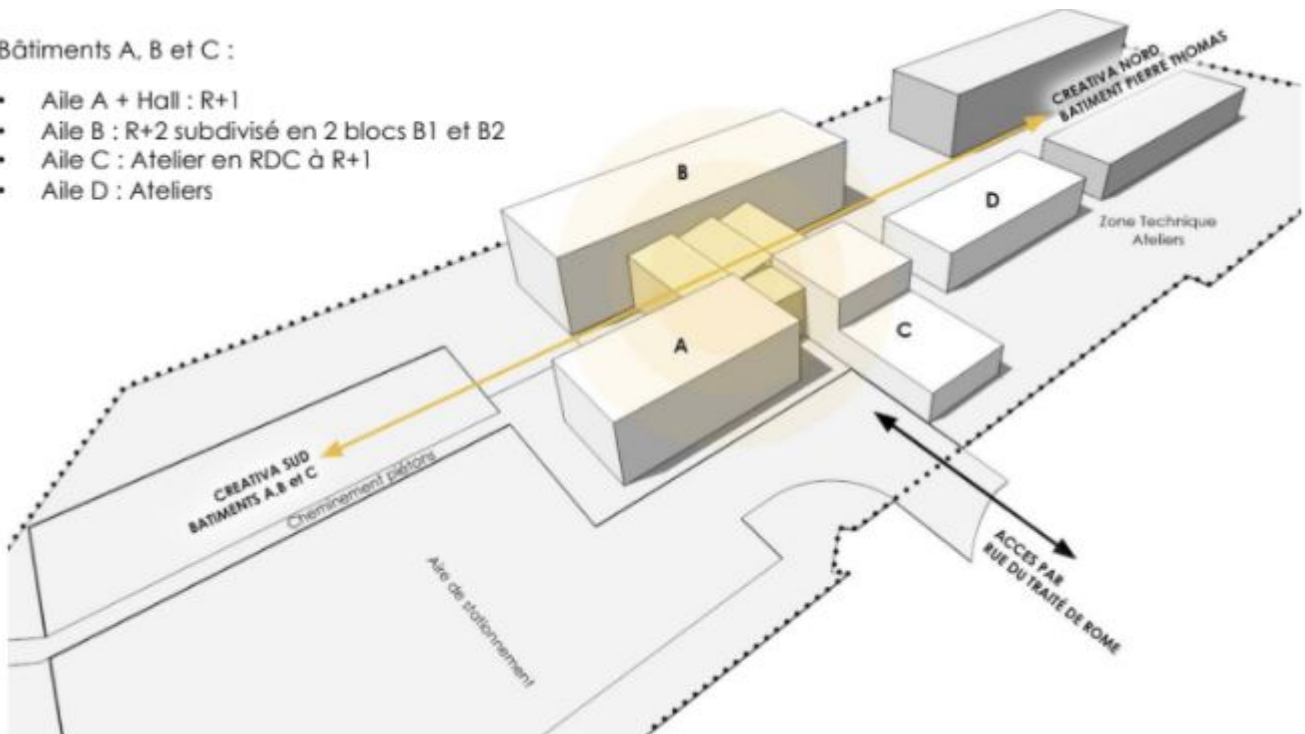 Bâtiments A, B et C :
• Aile A + Hall : R+1
• Aile B : R+2 subdivisé en 2 blocs B1 et B2
• Aile C : Atelier en RDC à R+1
• Aile D : Ateliers
CREATIVA NORD
BATIMENT PIERRE THOMAS
B
D
Zone Technique
Ateliers
A
C
CREATIVA SUD
BATIMENTS A,B et C
Cheminement piétons
Aire de stationnement
ACCES PAR
RUE DU TRAITÉ DE ROME